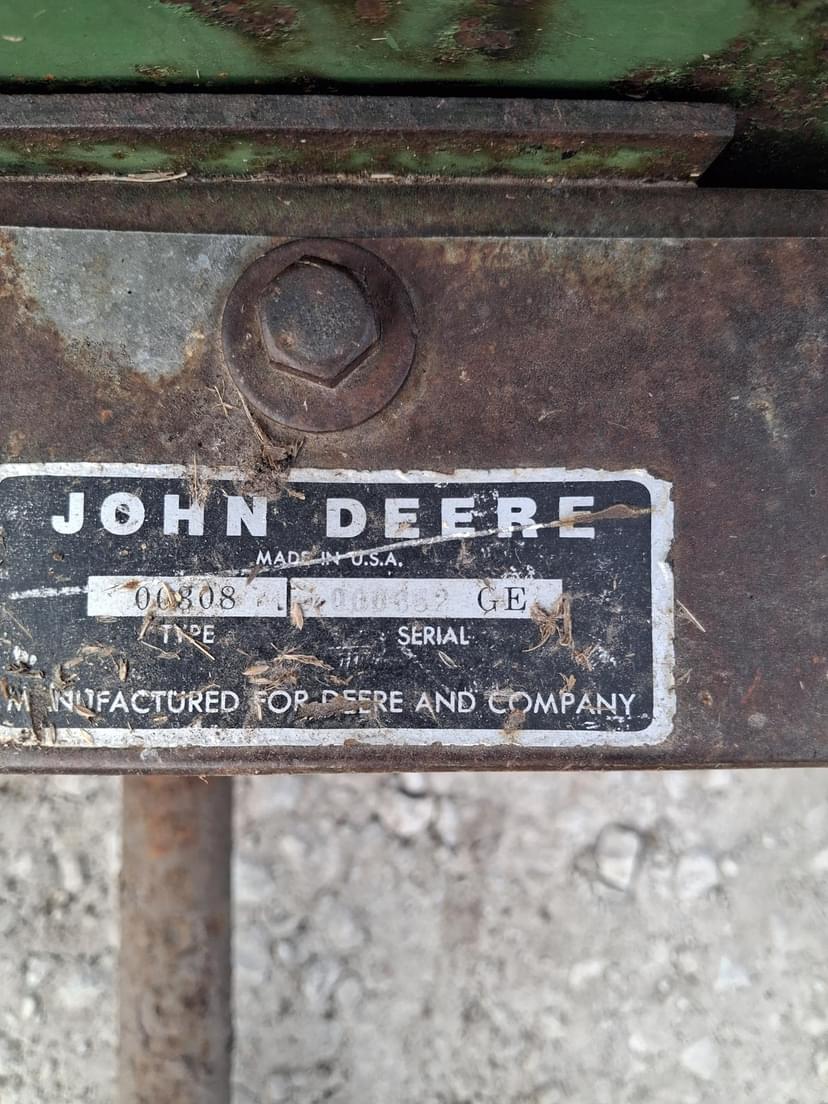 JOHN DEERE
MADE IN U.S.A.
00808 GE
TYPE SERIAL
MANUFACTURED FOR DEERE AND COMPANY